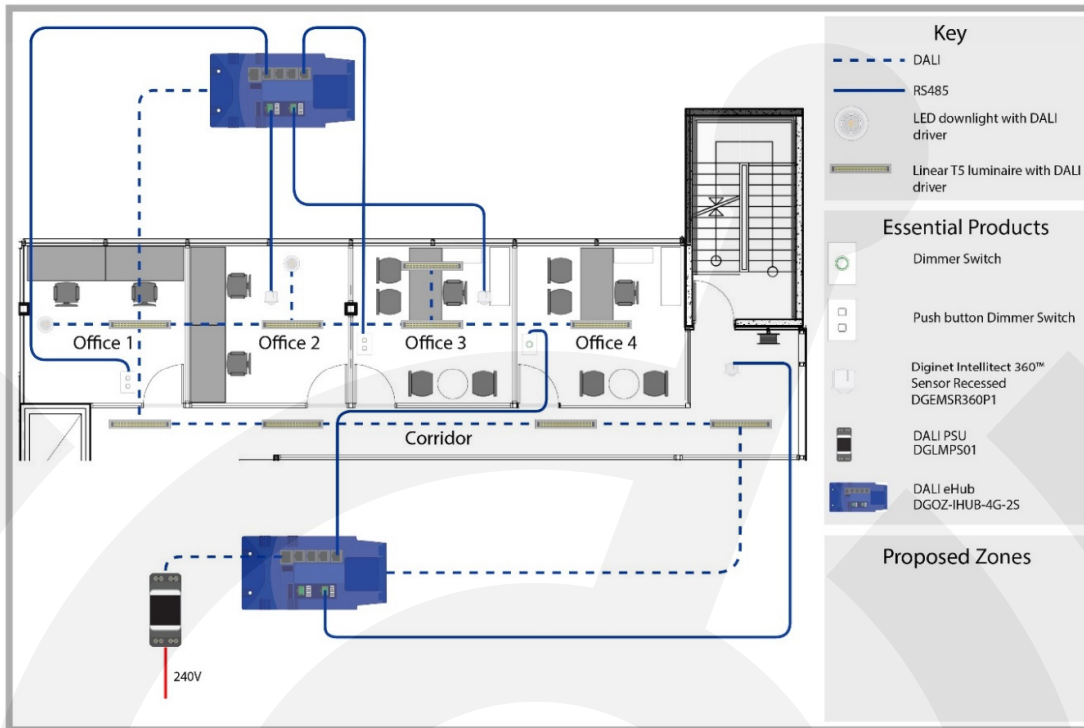 Key
DALI
RS485
LED downlight with DALI
driver
Linear T5 luminaire with DALI
driver
Essential Products
Dimmer Switch
Push button Dimmer Switch
Diginet Intellitect 360™
Sensor Recessed
DGEMSR360P1
DALI PSU
DGLMPS01
DALI eHub
DGOZ-IHUB-4G-2S
Proposed Zones
Office 1
Office 2
Office 3
Office 4
Corridor
240V